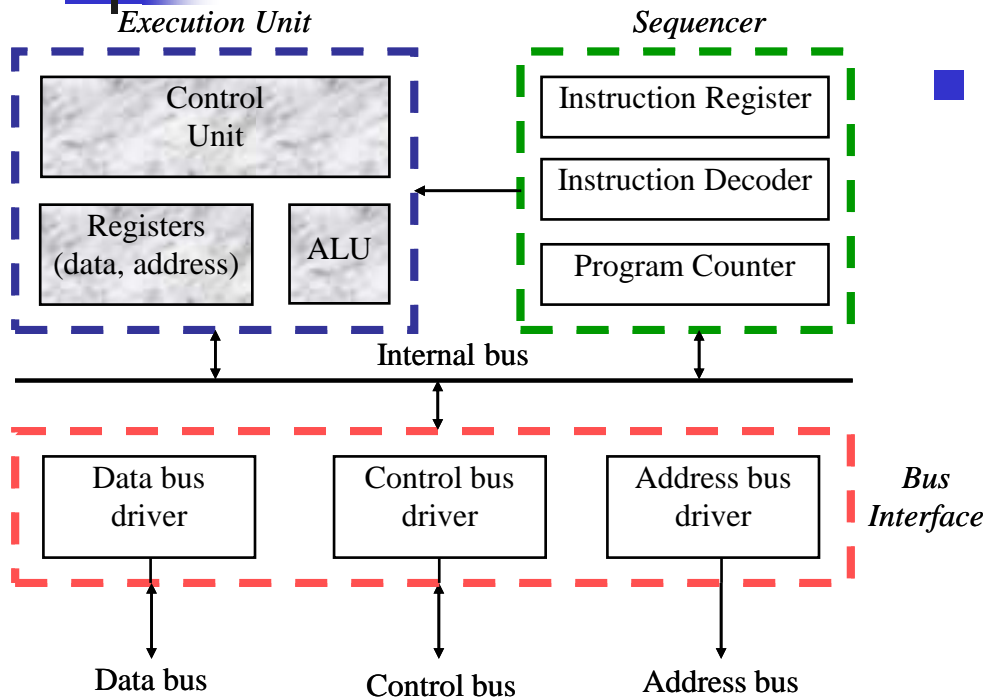 Execution Unit
Sequencer
Control
Unit
Registers
(data, address)
ALU
Instruction Register
Instruction Decoder
Program Counter
Internal bus
Data bus
driver
Control bus
driver
Address bus
driver
Bus
Interface
Data bus
Control bus
Address bus